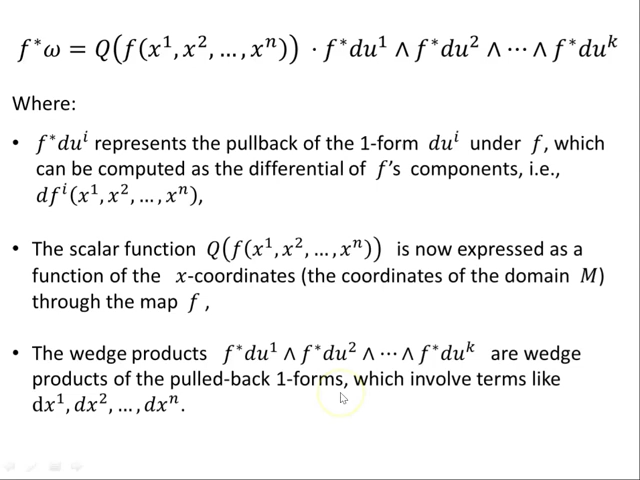 f*ω = Q(f(x¹, x², …, xⁿ)) · f*du¹ ∧ f*du² ∧ ⋯ ∧ f*duᵏ
Where:
• f*duⁱ represents the pullback of the 1-form duⁱ under f, which
can be computed as the differential of f's components, i.e.,
dfⁱ(x¹, x², …, xⁿ),
• The scalar function Q(f(x¹, x², …, xⁿ)) is now expressed as a
function of the x-coordinates (the coordinates of the domain M)
through the map f,
• The wedge products f*du¹ ∧ f*du² ∧ ⋯ ∧ f*duᵏ are wedge
products of the pulled-back 1-forms, which involve terms like
dx¹, dx², …, dxⁿ.